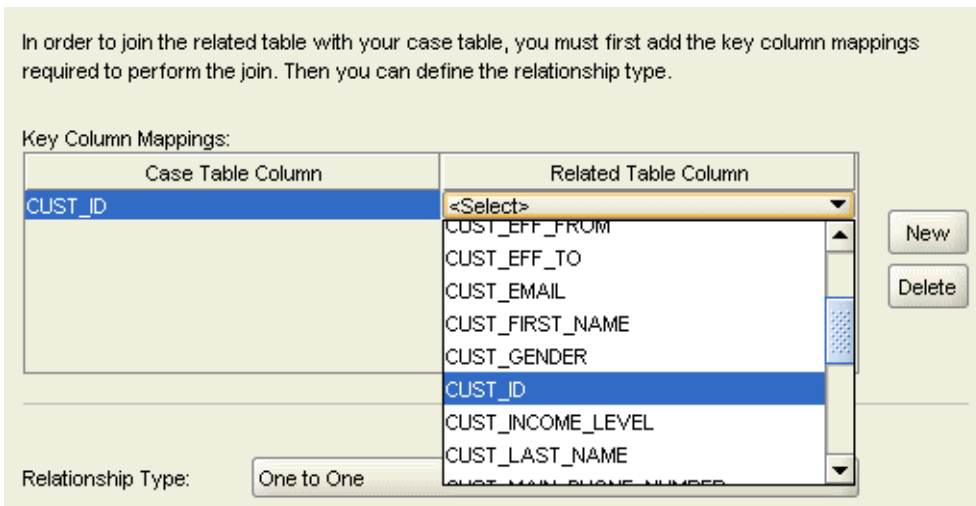 In order to join the related table with your case table, you must first add the key column mappings
required to perform the join. Then you can define the relationship type.
Key Column Mappings:
Case Table Column Related Table Column
CUST_ID <Select>
CUST_EFF_FROM
New
CUST_EFF_TO
CUST_EMAIL
Delete
CUST_FIRST_NAME
CUST_GENDER
CUST_ID
CUST_INCOME_LEVEL
CUST_LAST_NAME
Relationship Type: One to One
CUST_MAIN_PHONE_NUMBER